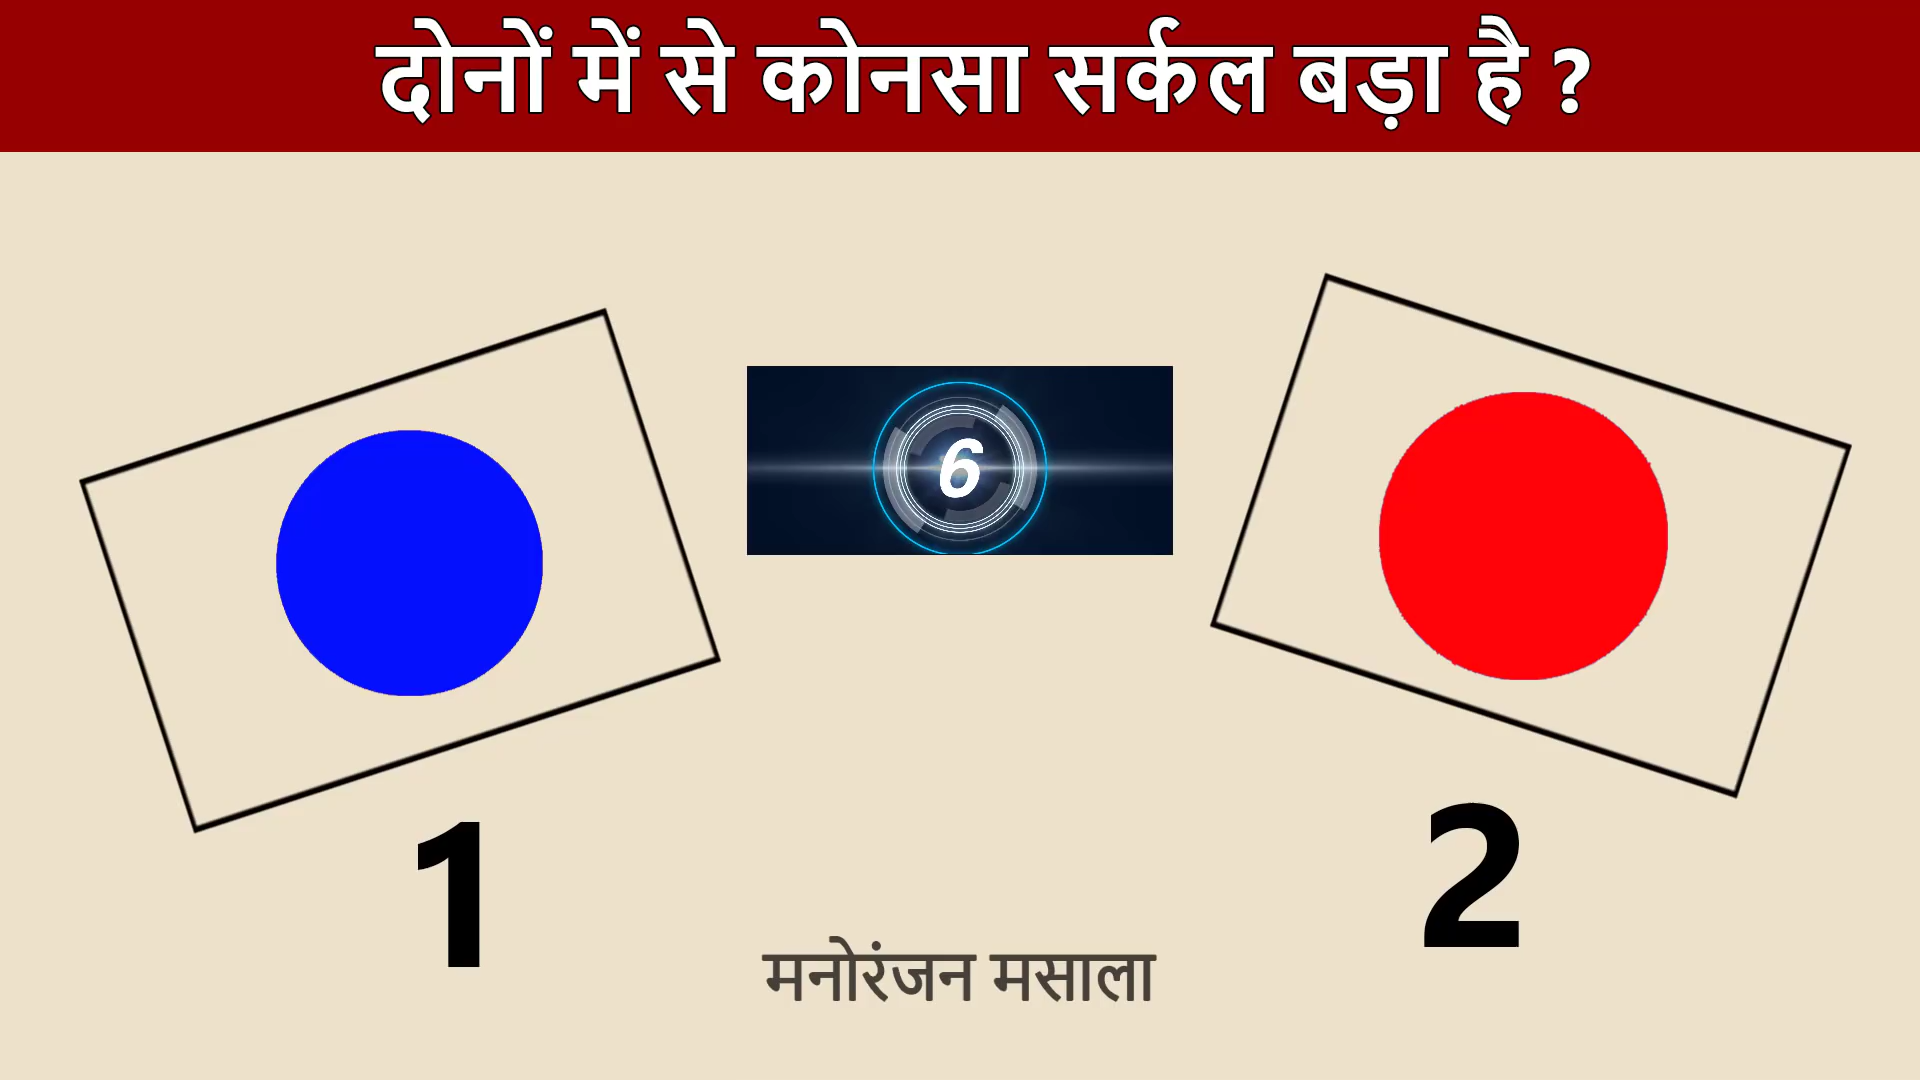 दोनों में से कोनसा सर्कल बड़ा है ?
6
1
2
मनोरंजन मसाला